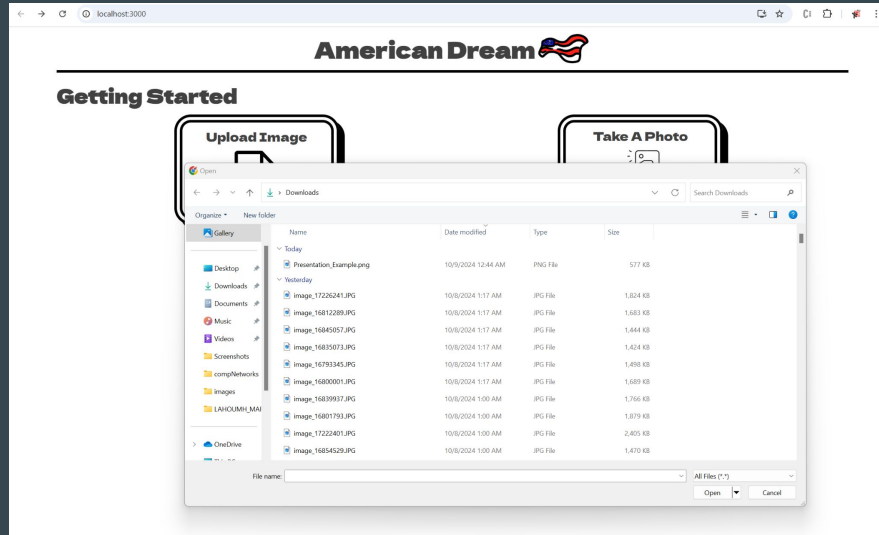 localhost:3000
American Dream
Getting Started
Upload Image
Take A Photo
Open
Downloads
Search Downloads
Organize
New folder
Gallery
Desktop
Downloads
Documents
Music
Videos
Screenshots
compNetworks
images
OneDrive
Name Date modified Type Size
Today
Presentation_Example.png 10/9/2024 12:44 AM PNG File 577 KB
Yesterday
image_17226241.JPG 10/8/2024 1:17 AM JPG File 1,824 KB
image_16812289.JPG 10/8/2024 1:17 AM JPG File 1,683 KB
image_16845057.JPG 10/8/2024 1:17 AM JPG File 1,444 KB
image_16835073.JPG 10/8/2024 1:17 AM JPG File 1,424 KB
image_16793345.JPG 10/8/2024 1:17 AM JPG File 1,498 KB
image_16800001.JPG 10/8/2024 1:17 AM JPG File 1,689 KB
image_16839937.JPG 10/8/2024 1:00 AM JPG File 1,766 KB
image_16801793.JPG 10/8/2024 1:00 AM JPG File 1,879 KB
image_17222401.JPG 10/8/2024 1:00 AM JPG File 2,405 KB
image_16854529.JPG 10/8/2024 1:00 AM JPG File 1,470 KB
File name:
All Files (*.*)
Open
Cancel